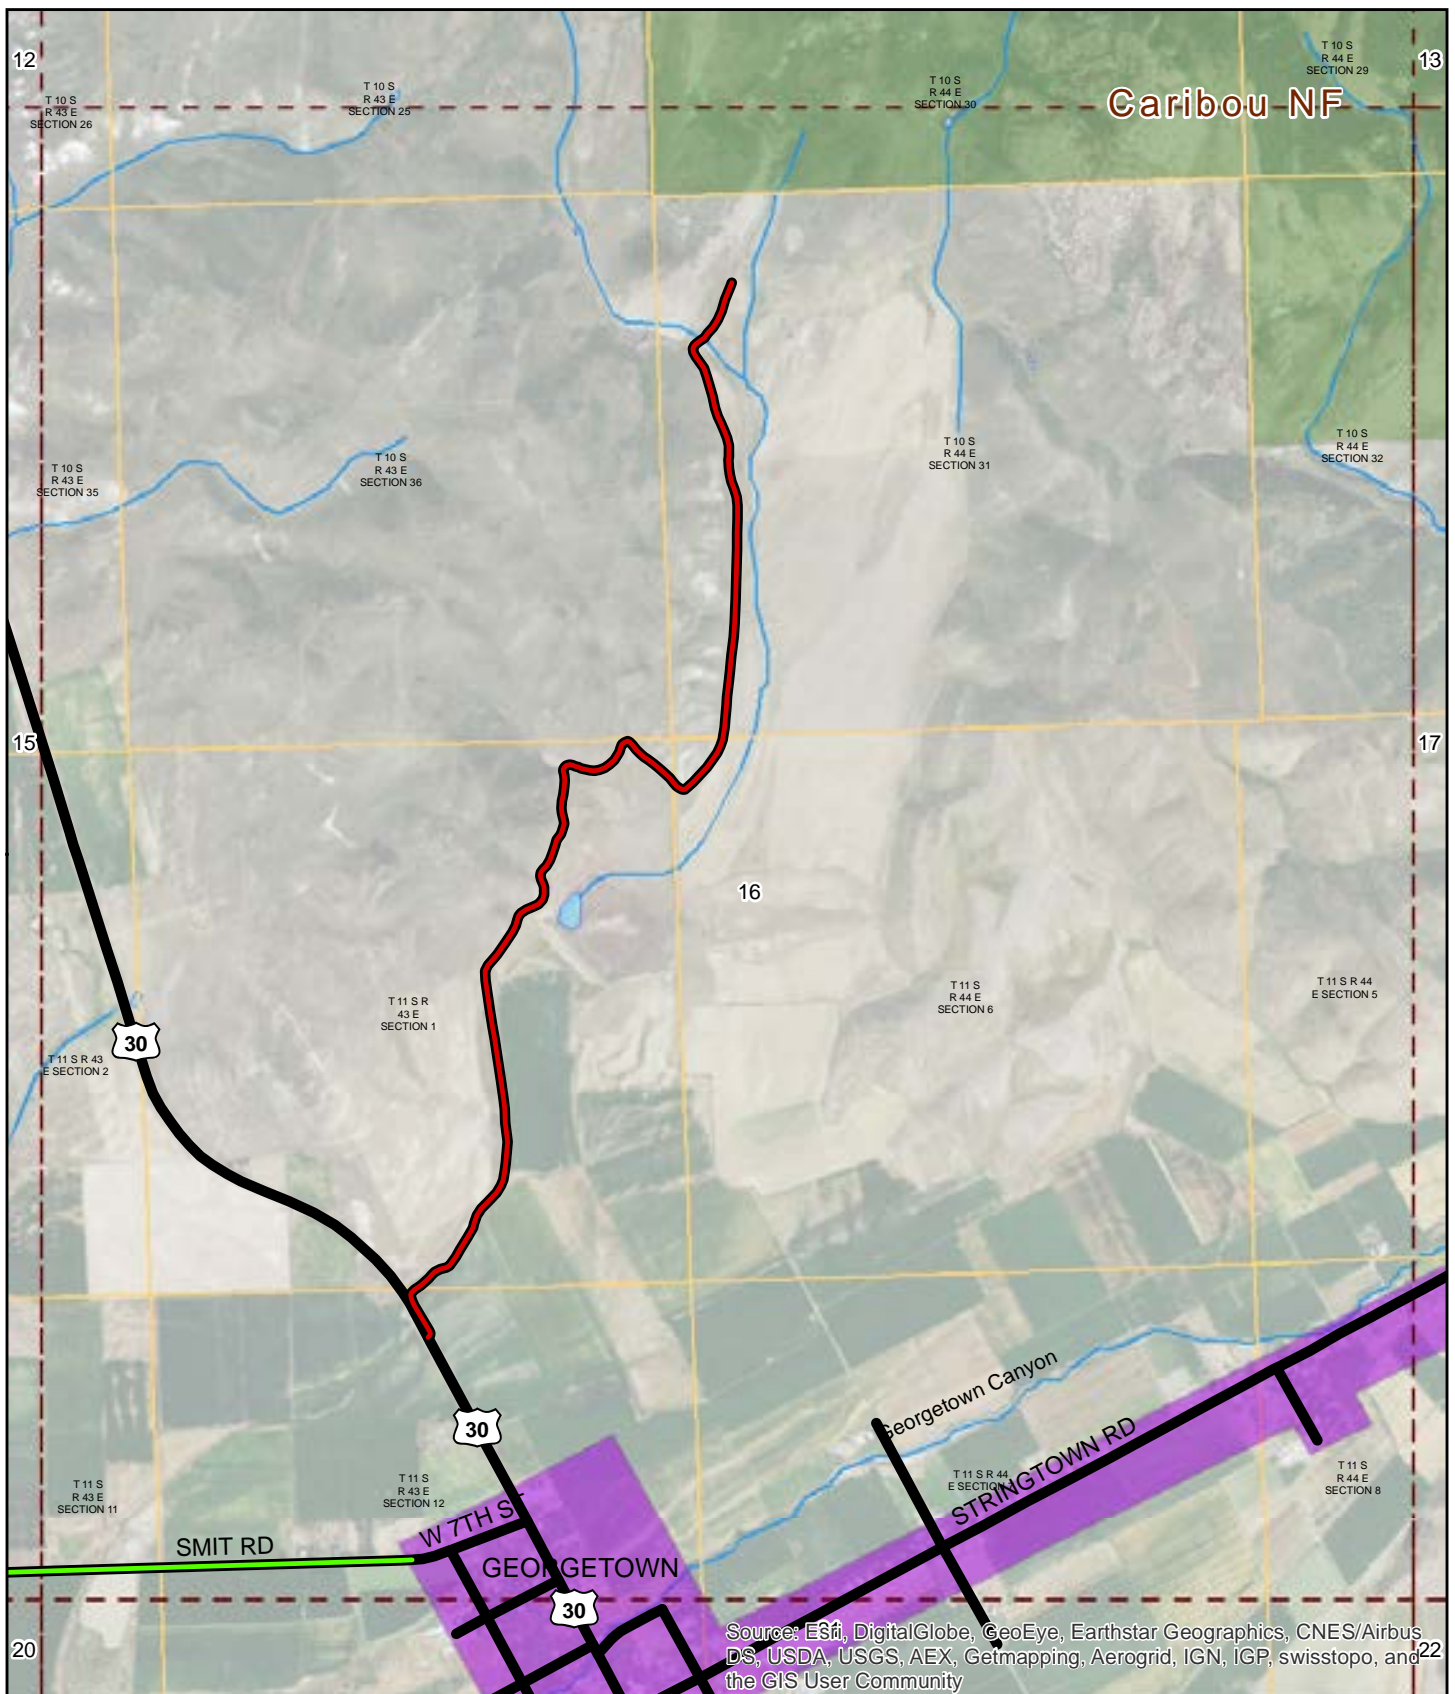 12
13
T 10 S
R 43 E
SECTION 26
T 10 S
R 43 E
SECTION 25
T 10 S
R 44 E
SECTION 30
T 10 S
R 44 E
SECTION 29
Caribou NF
T 10 S
R 43 E
SECTION 35
T 10 S
R 43 E
SECTION 36
T 10 S
R 44 E
SECTION 31
T 10 S
R 44 E
SECTION 32
15
17
16
T 11 S R 43
E SECTION 2
30
T 11 S R
43 E
SECTION 1
T 11 S
R 44 E
SECTION 6
T 11 S R 44
E SECTION 5
Georgetown Canyon
30
T 11 S
R 43 E
SECTION 11
T 11 S
R 43 E
SECTION 12
T 11 S R 44
E SECTION
STRINGTOWN RD
T 11 S
R 44 E
SECTION 8
W 7TH ST
SMIT RD
GEORGETOWN
30
20
22
Source: Esri, DigitalGlobe, GeoEye, Earthstar Geographics, CNES/Airbus
DS, USDA, USGS, AEX, Getmapping, Aerogrid, IGN, IGP, swisstopo, and
the GIS User Community